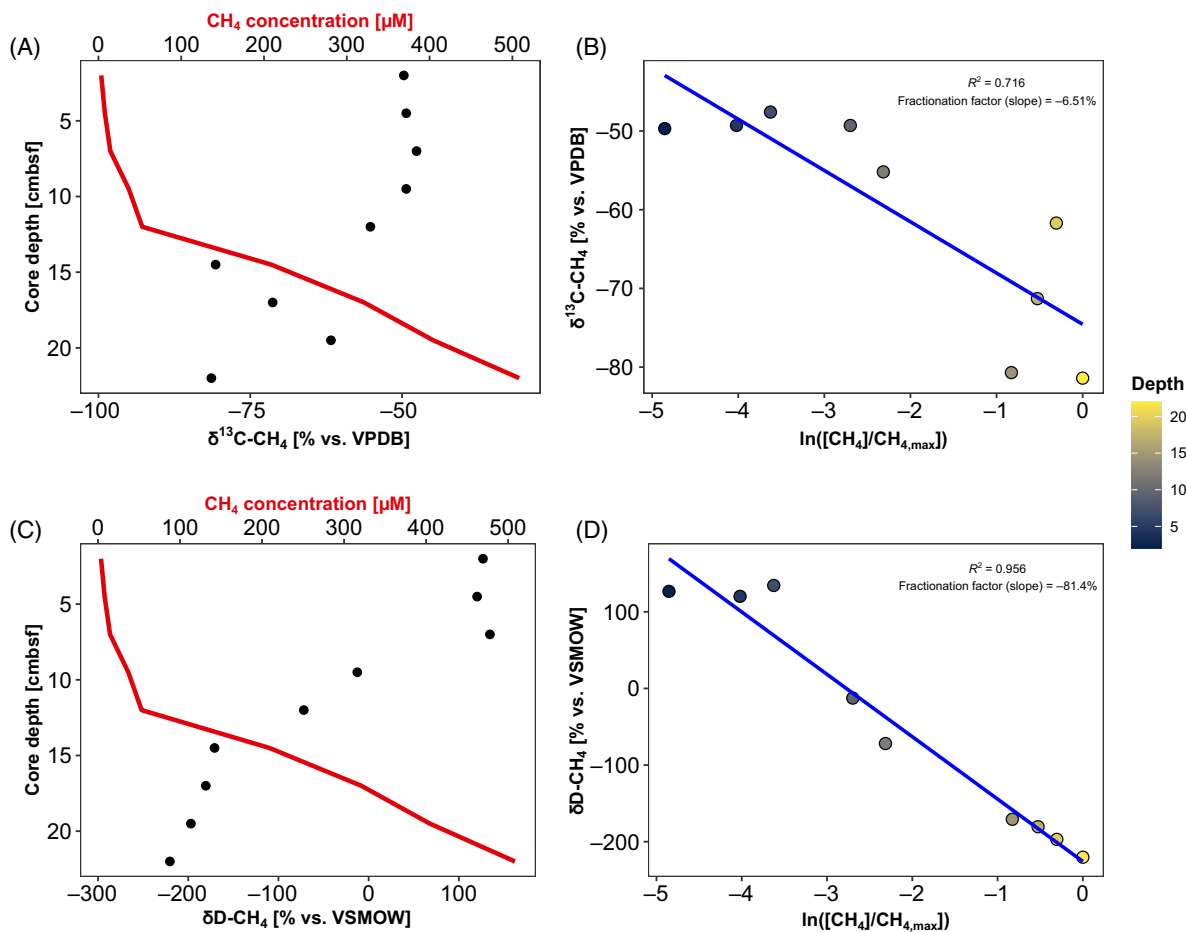 (A)
CH₄ concentration [µM]
0 100 200 300 400 500
Core depth [cmbsf]
5
10
15
20
−100 −75 −50
δ¹³C-CH₄ [% vs. VPDB]
(B)
R² = 0.716
Fractionation factor (slope) = −6.51%
δ¹³C-CH₄ [% vs. VPDB]
−50
−60
−70
−80
−5 −4 −3 −2 −1 0
ln([CH₄]/CH₄,max])
Depth
20
15
10
5
(C)
CH₄ concentration [µM]
0 100 200 300 400 500
Core depth [cmbsf]
5
10
15
20
−300 −200 −100 0 100
δD-CH₄ [% vs. VSMOW]
(D)
R² = 0.956
Fractionation factor (slope) = −81.4%
δD-CH₄ [% vs. VSMOW]
100
0
−100
−200
−5 −4 −3 −2 −1 0
ln([CH₄]/CH₄,max])